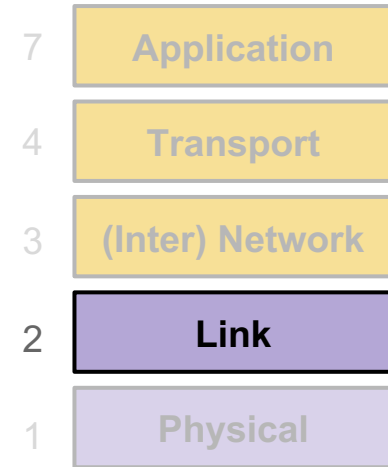 7 Application
4 Transport
3 (Inter) Network
2 Link
1 Physical